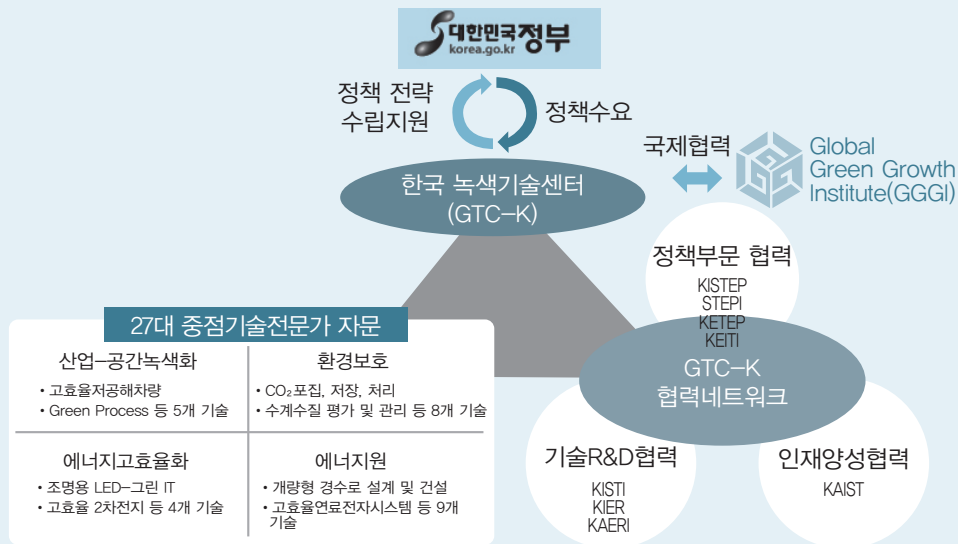 대한민국정부
korea.go.kr
정책 전략
수립지원
정책수요
국제협력
Global
Green Growth
Institute(GGGI)
한국 녹색기술센터
(GTC-K)
정책부문 협력
KISTEP
STEPI
KETEP
KEITI
GTC-K
협력네트워크
기술R&D협력
KISTI
KIER
KAERI
인재양성협력
KAIST
27대 중점기술전문가 자문
산업-공간녹색화
• 고효율저공해차량
• Green Process 등 5개 기술
환경보호
• CO₂포집, 저장, 처리
• 수계수질 평가 및 관리 등 8개 기술
에너지고효율화
• 조명용 LED-그린 IT
• 고효율 2차전지 등 4개 기술
에너지원
• 개량형 경수로 설계 및 건설
• 고효율연료전자시스템 등 9개
기술